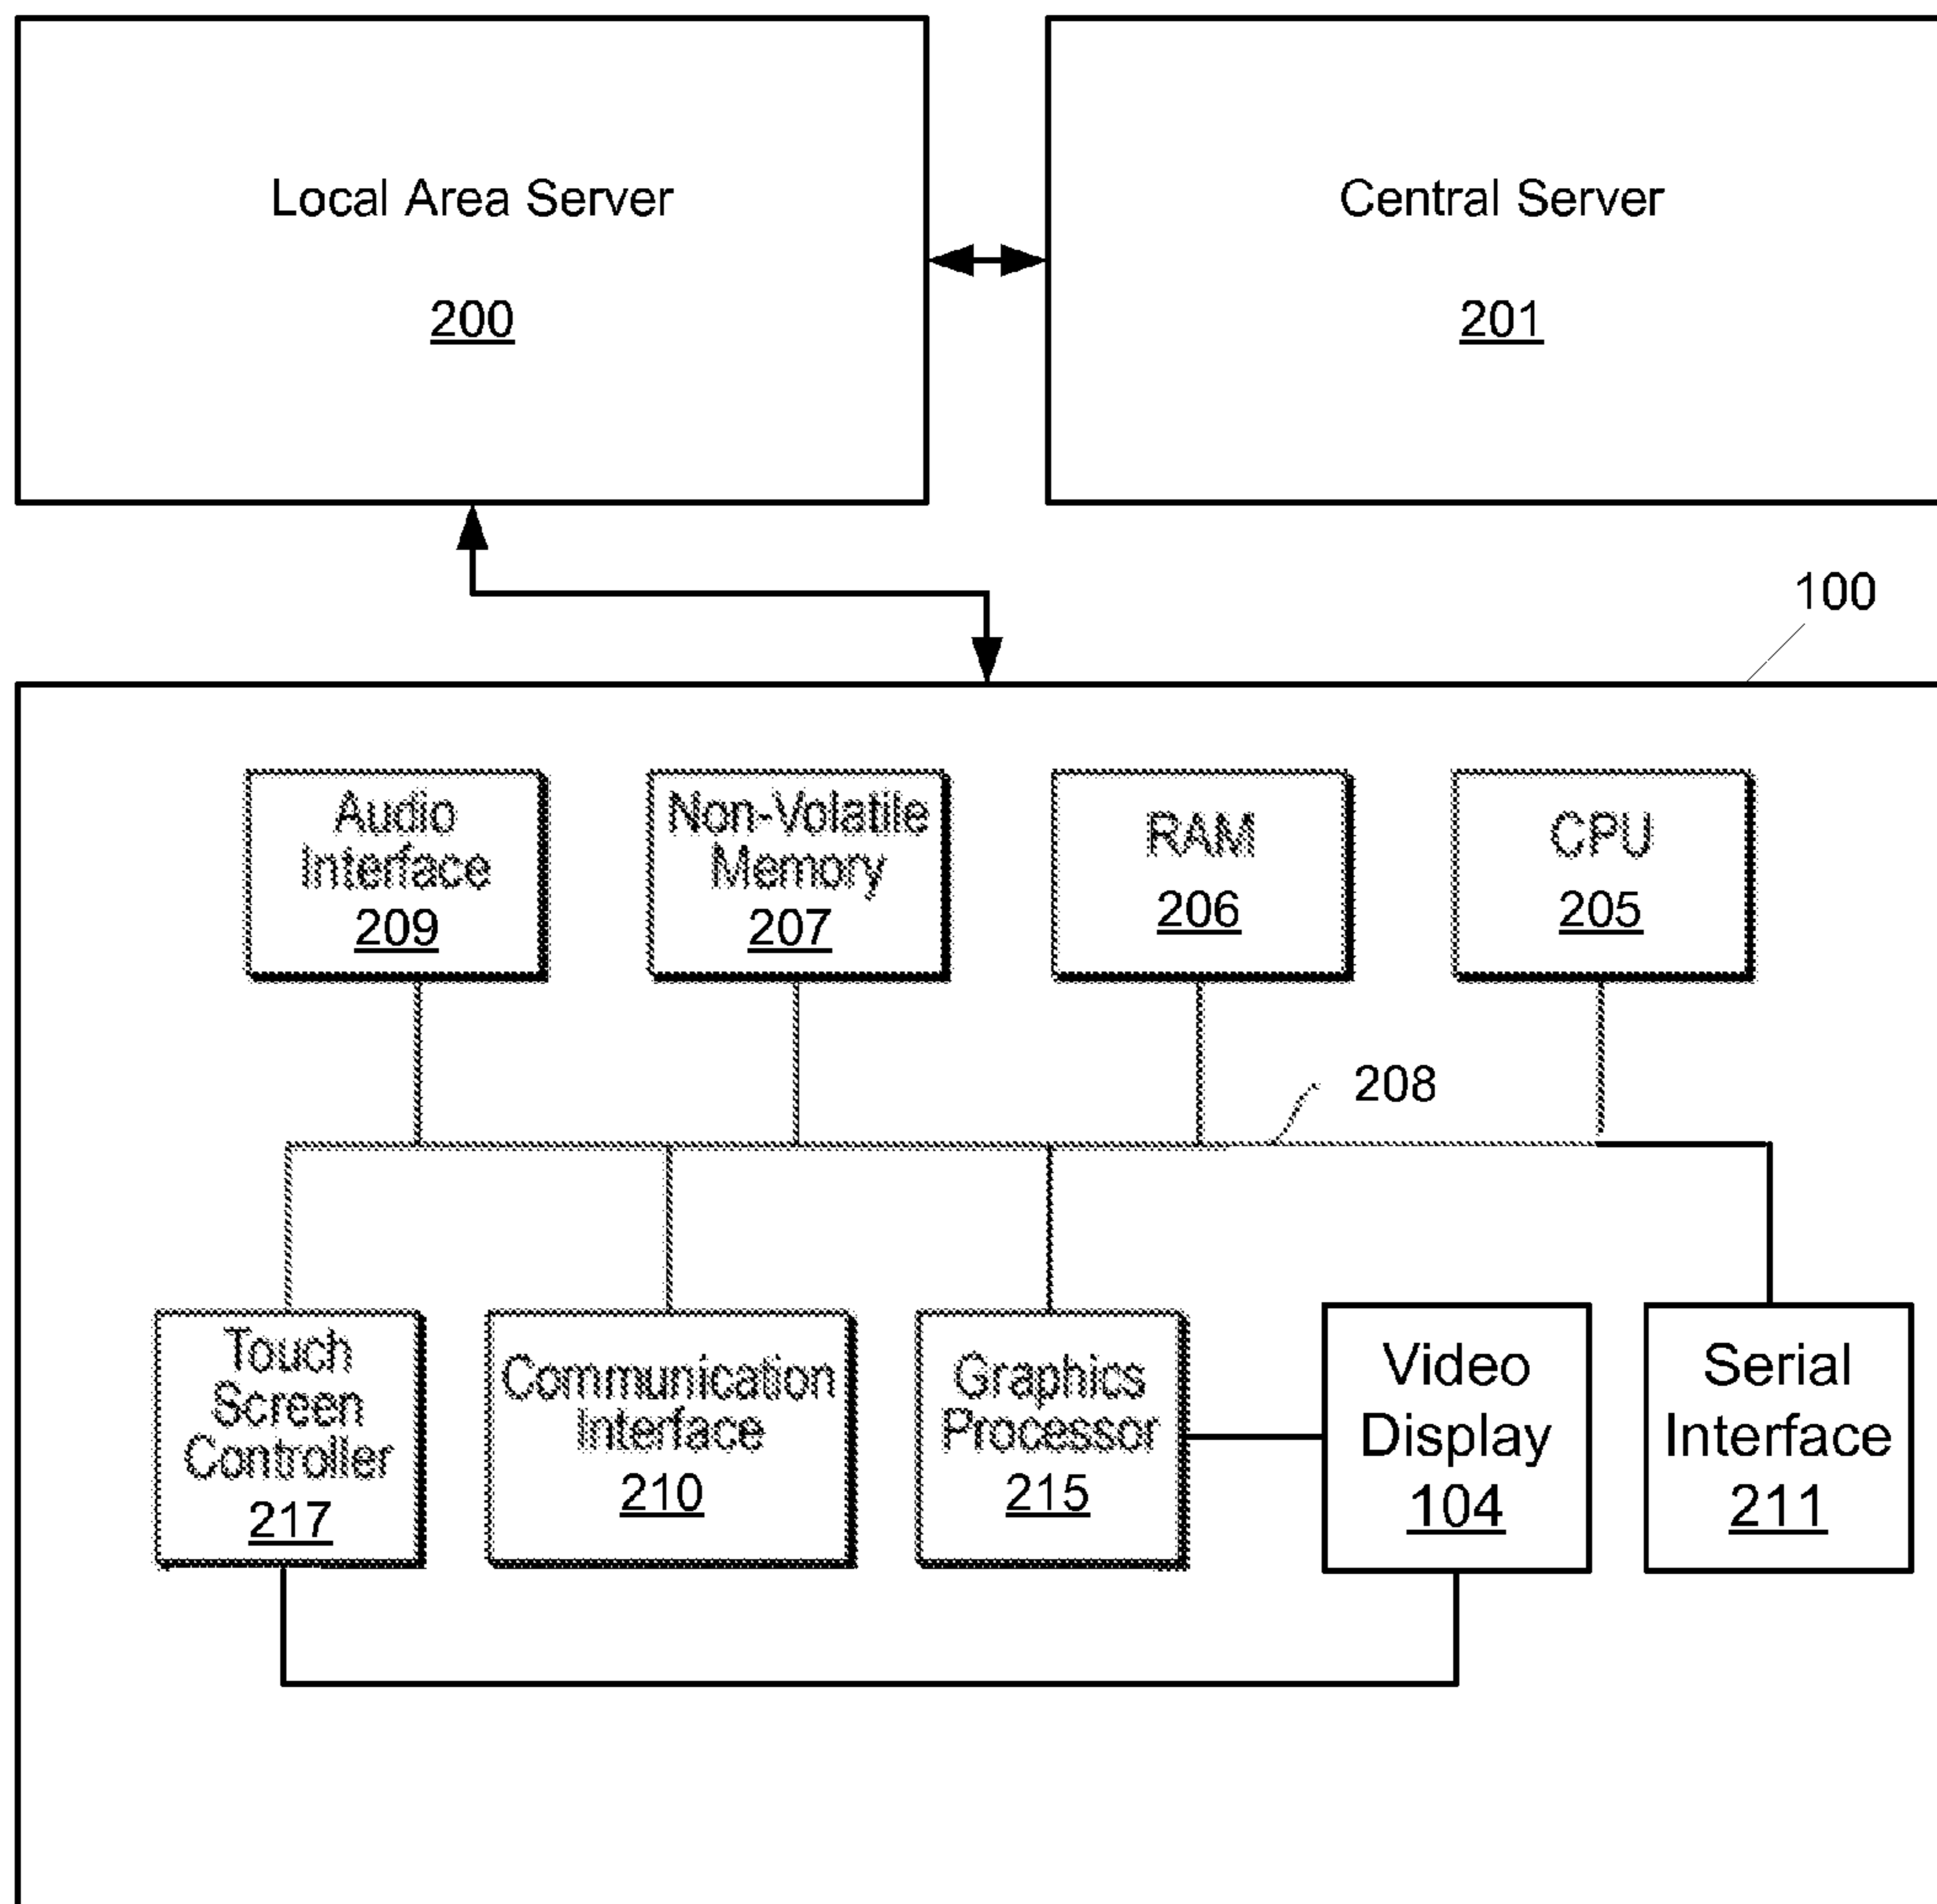 Local Area Server
200
Central Server
201
100
Audio
Interface
209
Non-Volatile
Memory
207
RAM
206
CPU
205
208
Touch
Screen
Controller
217
Communication
Interface
210
Graphics
Processor
215
Video
Display
104
Serial
Interface
211